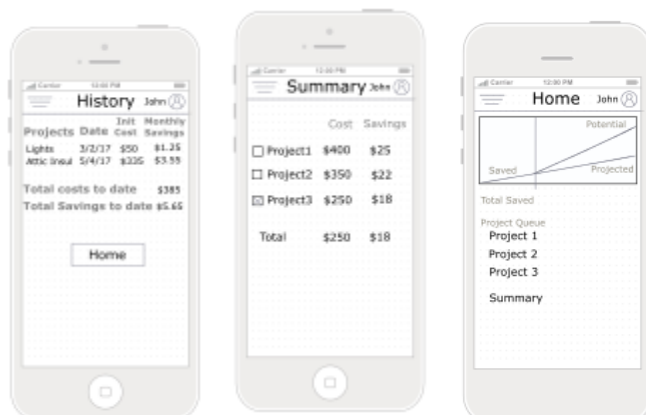 Carrier 12:00 PM
History John
Projects Date Init Cost Monthly Savings
Lights 3/2/17 $50 $1.25
Attic Insul 5/4/17 $335 $3.55
Total costs to date $385
Total Savings to date $5.65
Home
Carrier 12:00 PM
Summary John
Cost Savings
Project1 $400 $25
Project2 $350 $22
Project3 $250 $18
Total $250 $18
Carrier 12:00 PM
Home John
Potential
Saved Projected
Total Saved
Project Queue
Project 1
Project 2
Project 3
Summary